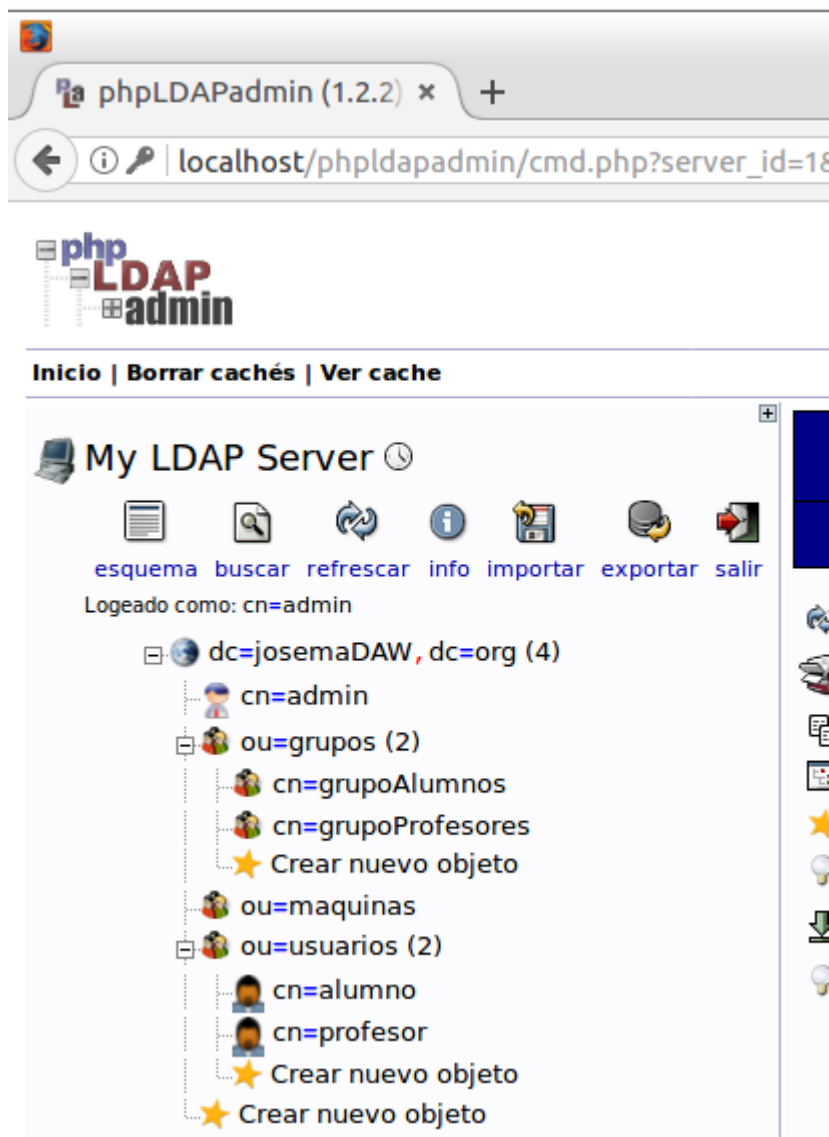 phpLDAPadmin (1.2.2) × +
localhost/phpldapadmin/cmd.php?server_id=1&
php
LDAP
admin
Inicio | Borrar cachés | Ver cache
My LDAP Server
esquema buscar refrescar info importar exportar salir
Logeado como: cn=admin
dc=josemaDAW, dc=org (4)
cn=admin
ou=grupos (2)
cn=grupoAlumnos
cn=grupoProfesores
Crear nuevo objeto
ou=maquinas
ou=usuarios (2)
cn=alumno
cn=profesor
Crear nuevo objeto
Crear nuevo objeto